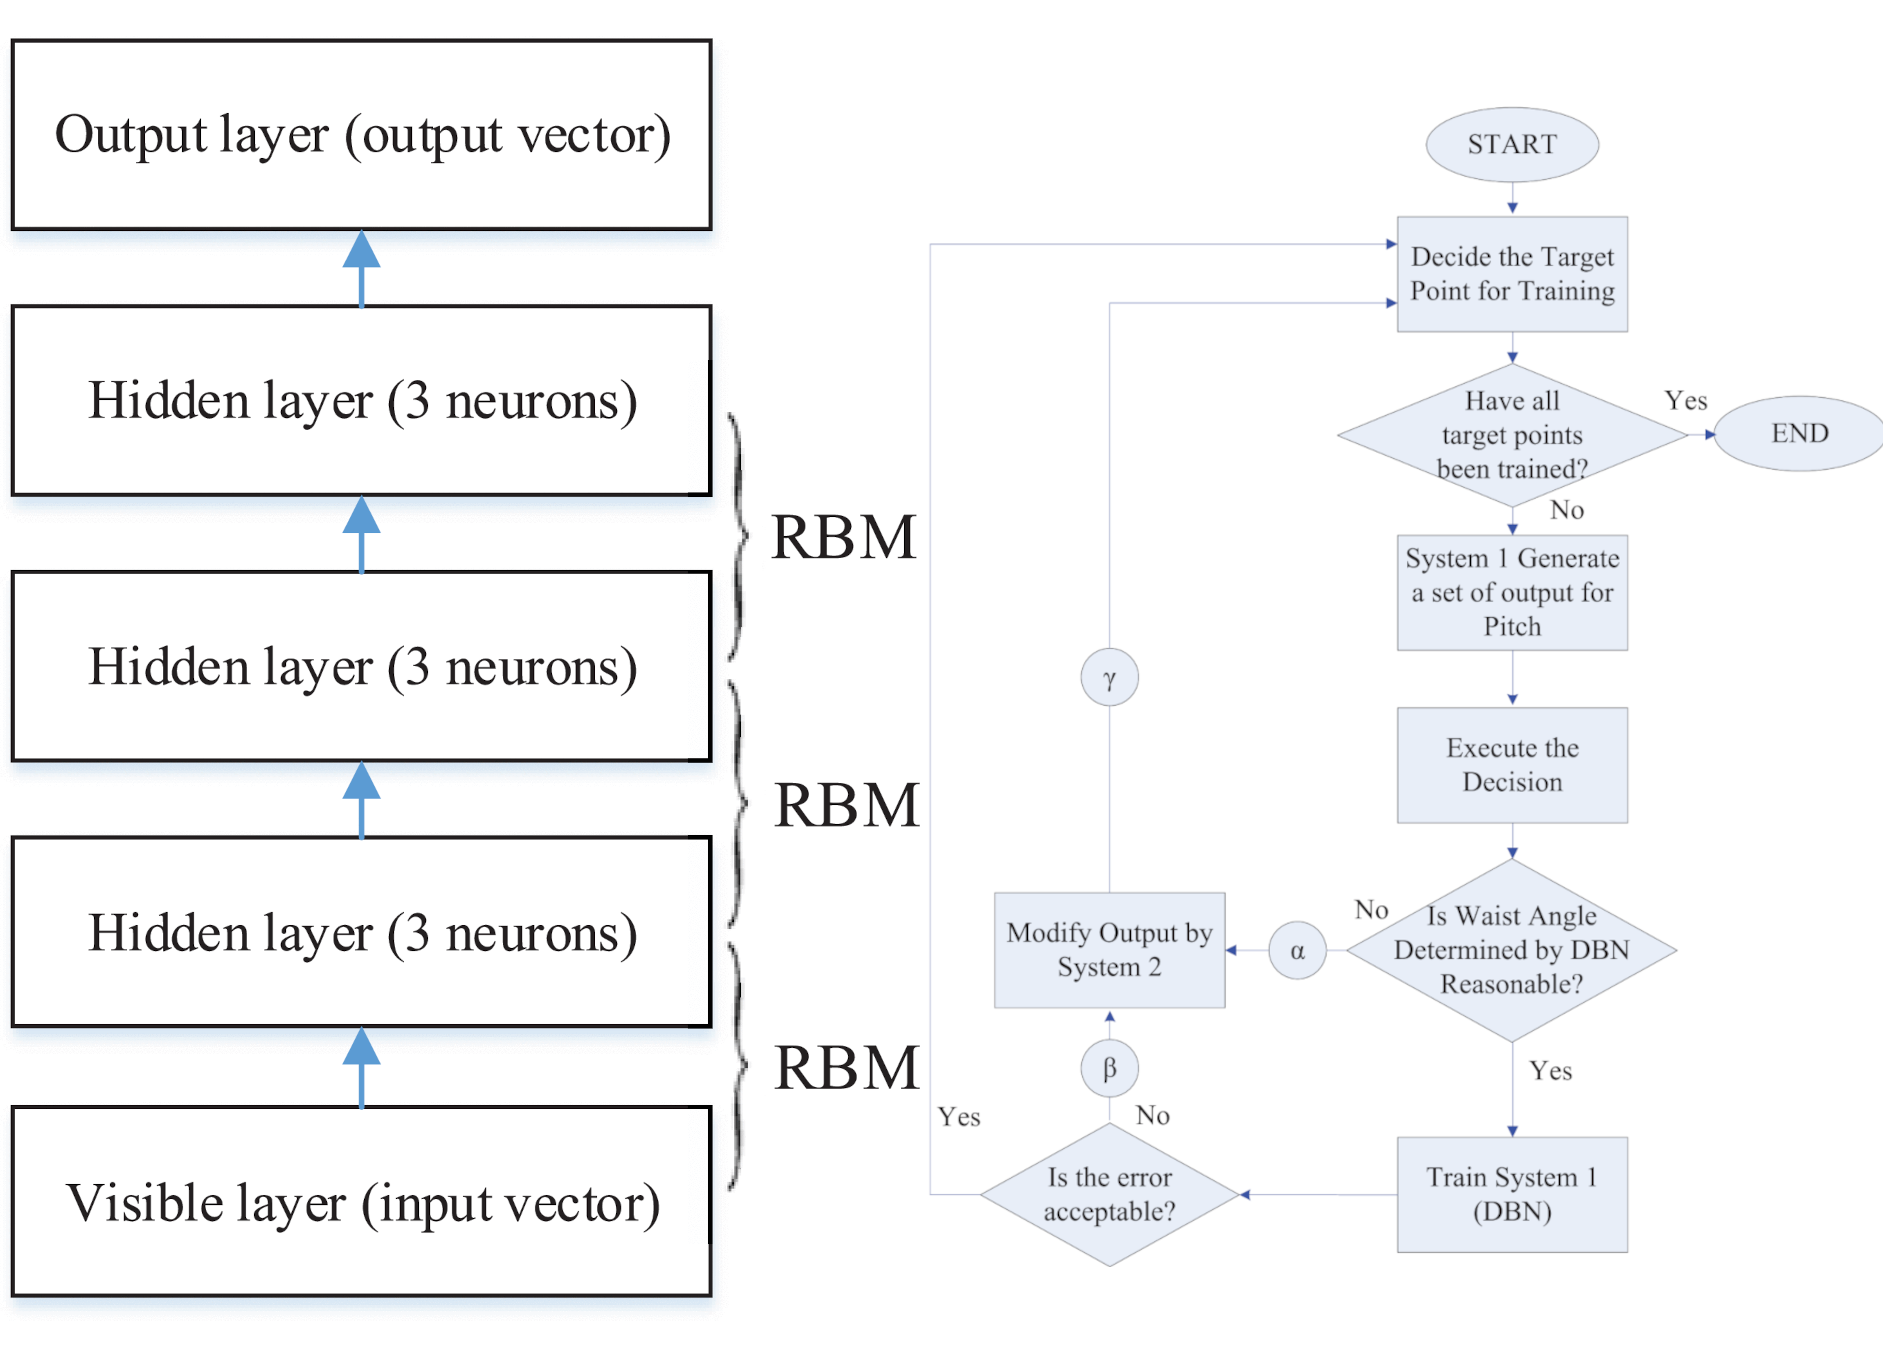 Output layer (output vector)
Hidden layer (3 neurons)
RBM
Hidden layer (3 neurons)
RBM
Hidden layer (3 neurons)
RBM
Visible layer (input vector)
START
Decide the Target
Point for Training
Have all
target points
been trained?
Yes
END
No
System 1 Generate
a set of output for
Pitch
γ
Execute the
Decision
Is Waist Angle
Determined by DBN
Reasonable?
No
α
Modify Output by
System 2
Yes
β
No
Yes
Is the error
acceptable?
Train System 1
(DBN)